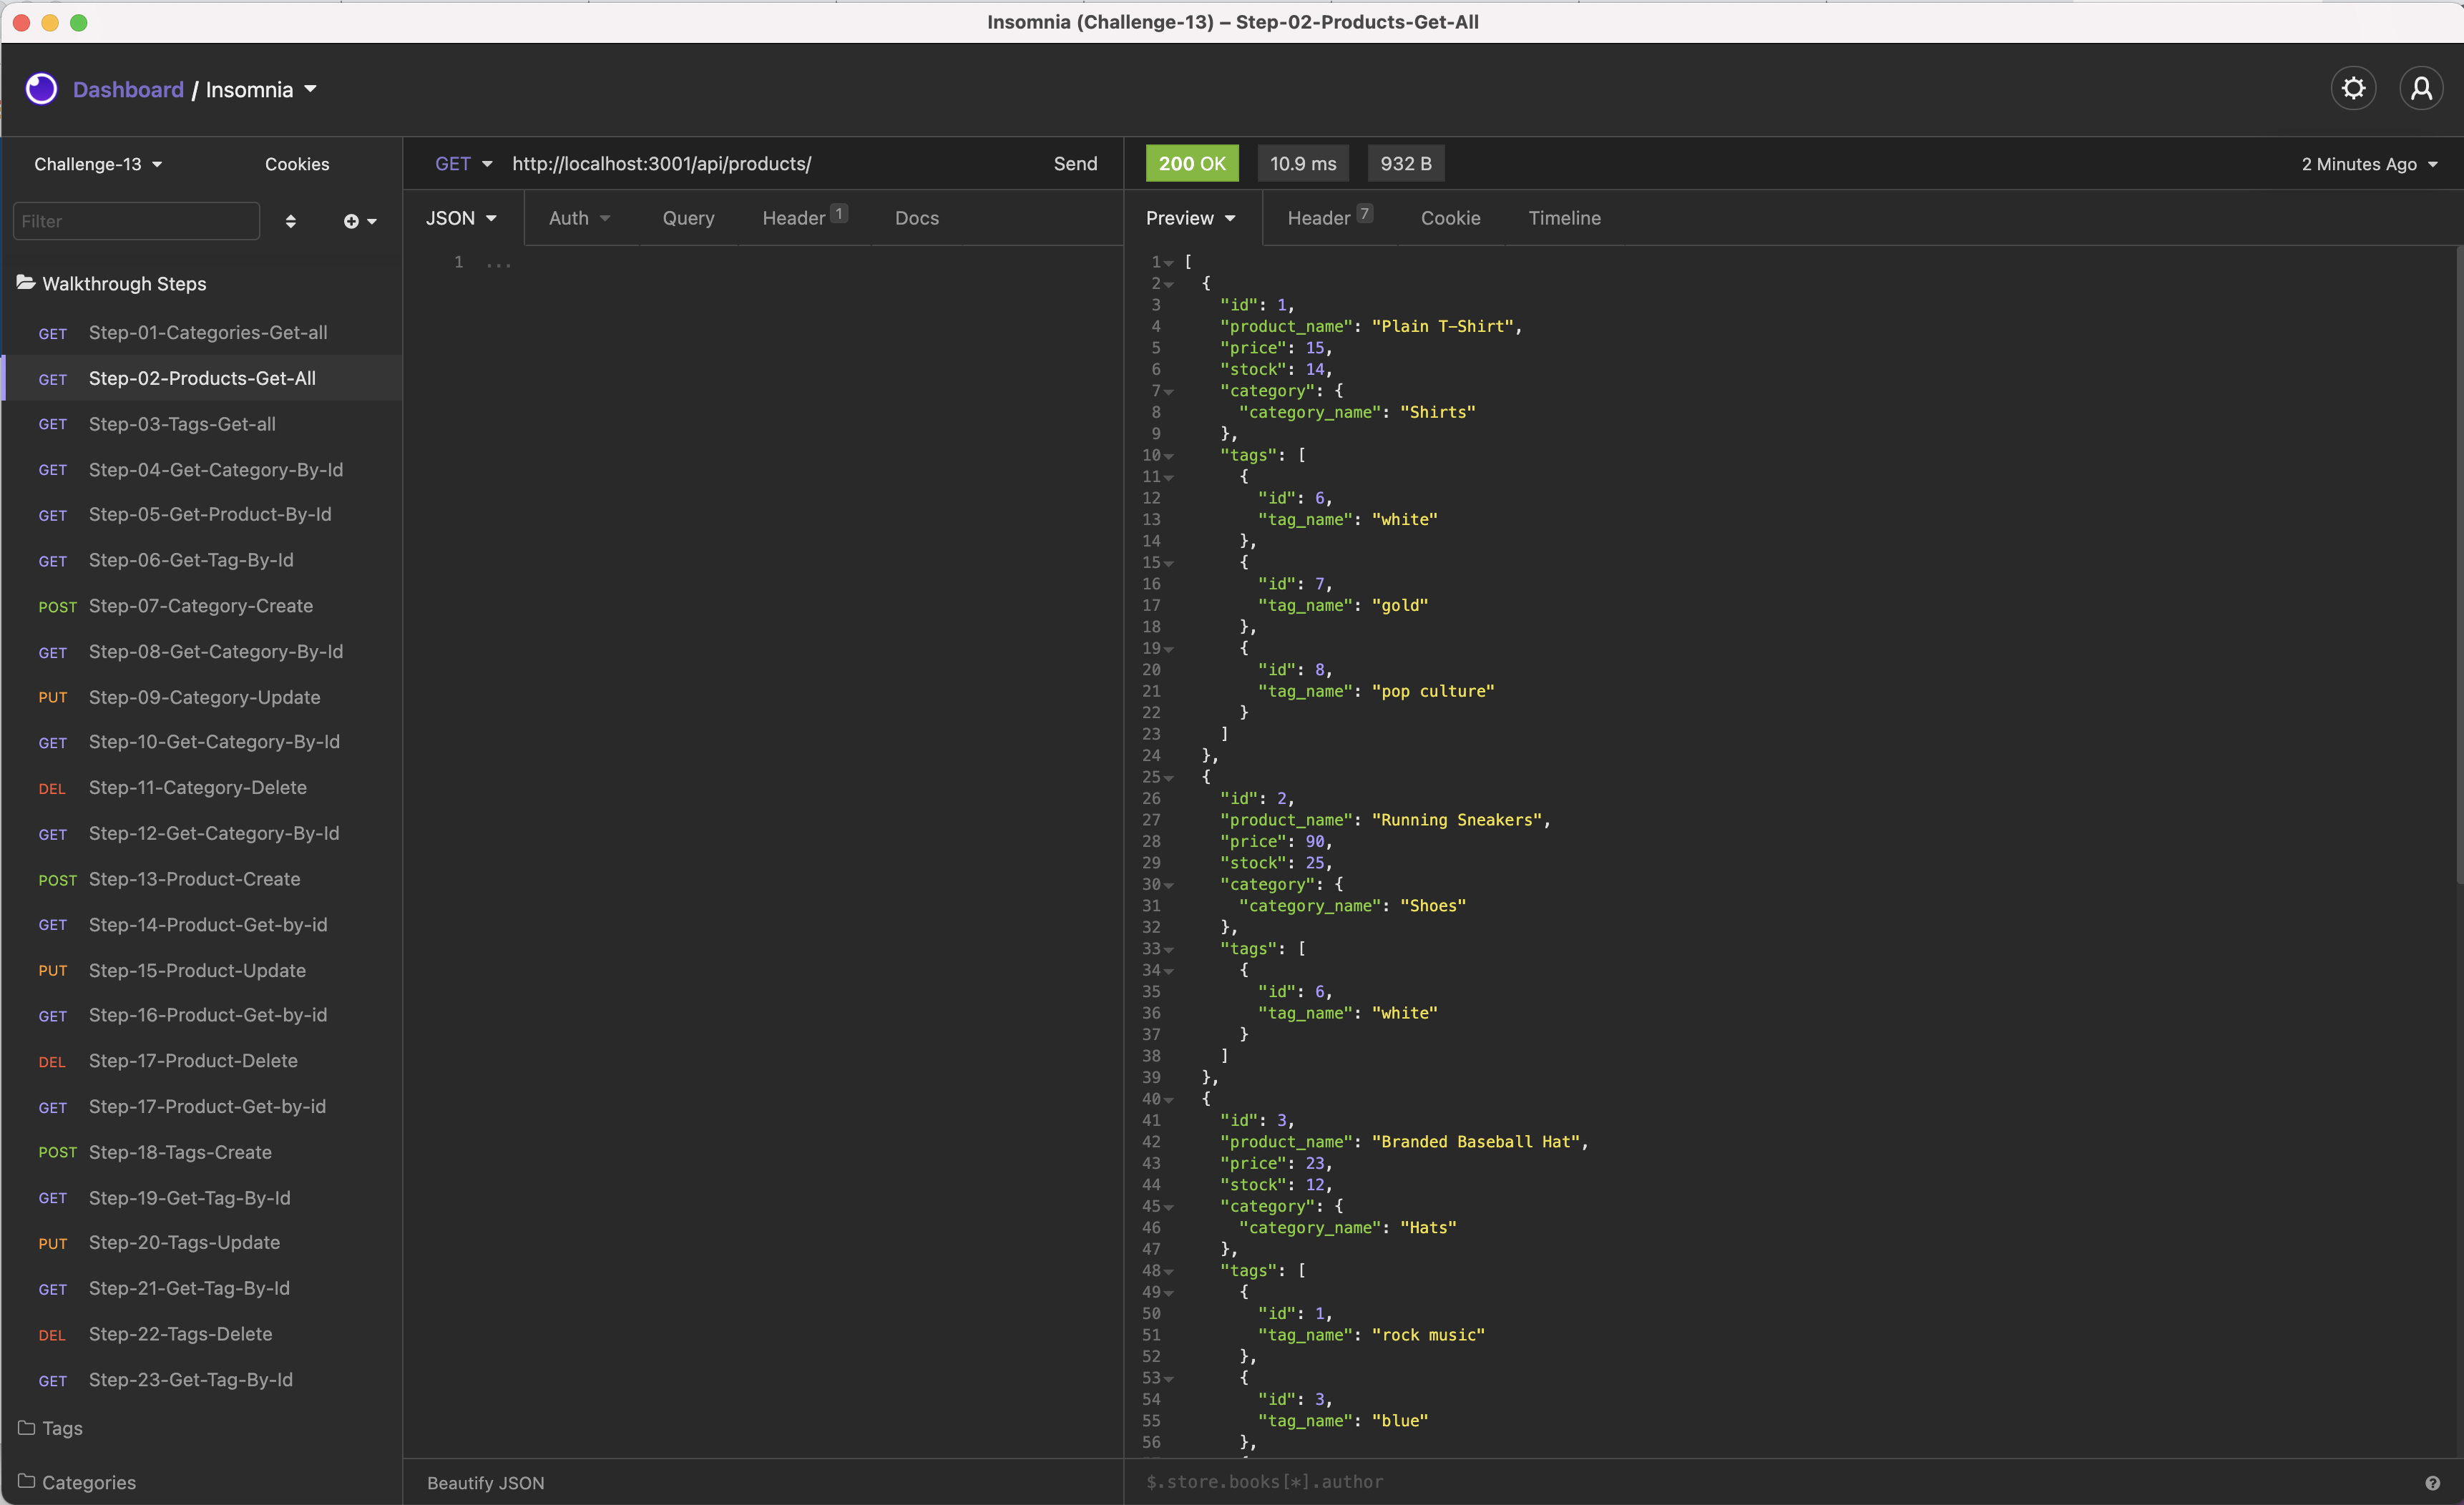 Insomnia (Challenge-13) – Step-02-Products-Get-All
Dashboard / Insomnia
Challenge-13
Cookies
Filter
Walkthrough Steps
GET Step-01-Categories-Get-all
GET Step-02-Products-Get-All
GET Step-03-Tags-Get-all
GET Step-04-Get-Category-By-Id
GET Step-05-Get-Product-By-Id
GET Step-06-Get-Tag-By-Id
POST Step-07-Category-Create
GET Step-08-Get-Category-By-Id
PUT Step-09-Category-Update
GET Step-10-Get-Category-By-Id
DEL Step-11-Category-Delete
GET Step-12-Get-Category-By-Id
POST Step-13-Product-Create
GET Step-14-Product-Get-by-id
PUT Step-15-Product-Update
GET Step-16-Product-Get-by-id
DEL Step-17-Product-Delete
GET Step-17-Product-Get-by-id
POST Step-18-Tags-Create
GET Step-19-Get-Tag-By-Id
PUT Step-20-Tags-Update
GET Step-21-Get-Tag-By-Id
DEL Step-22-Tags-Delete
GET Step-23-Get-Tag-By-Id
Tags
Categories
GET http://localhost:3001/api/products/ Send
JSON Auth Query Header 1 Docs
1 ...
Beautify JSON
200 OK 10.9 ms 932 B 2 Minutes Ago
Preview Header 7 Cookie Timeline
1 [
2 {
3 "id": 1,
4 "product_name": "Plain T-Shirt",
5 "price": 15,
6 "stock": 14,
7 "category": {
8 "category_name": "Shirts"
9 },
10 "tags": [
11 {
12 "id": 6,
13 "tag_name": "white"
14 },
15 {
16 "id": 7,
17 "tag_name": "gold"
18 },
19 {
20 "id": 8,
21 "tag_name": "pop culture"
22 }
23 ]
24 },
25 {
26 "id": 2,
27 "product_name": "Running Sneakers",
28 "price": 90,
29 "stock": 25,
30 "category": {
31 "category_name": "Shoes"
32 },
33 "tags": [
34 {
35 "id": 6,
36 "tag_name": "white"
37 }
38 ]
39 },
40 {
41 "id": 3,
42 "product_name": "Branded Baseball Hat",
43 "price": 23,
44 "stock": 12,
45 "category": {
46 "category_name": "Hats"
47 },
48 "tags": [
49 {
50 "id": 1,
51 "tag_name": "rock music"
52 },
53 {
54 "id": 3,
55 "tag_name": "blue"
56 },
$.store.books[*].author